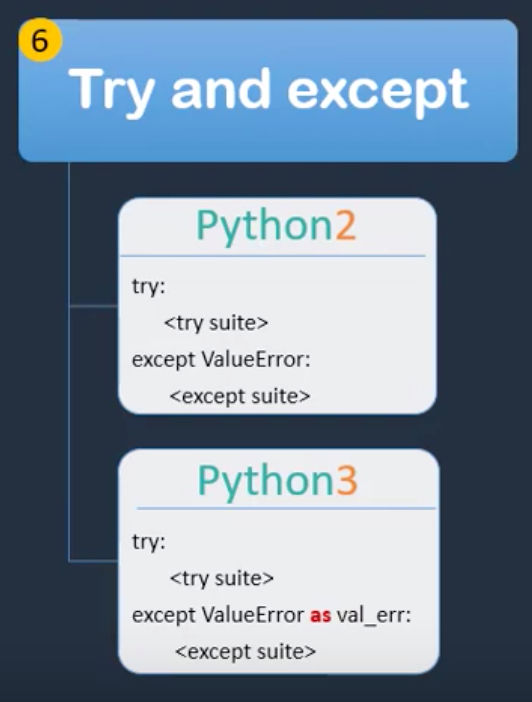 6
Try and except
Python2
try:
<try suite>
except ValueError:
<except suite>
Python3
try:
<try suite>
except ValueError as val_err:
<except suite>